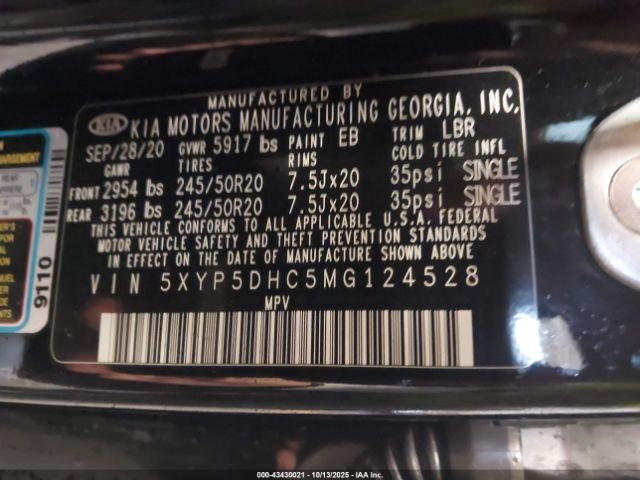 MANUFACTURED BY
KIA KIA MOTORS MANUFACTURING GEORGIA, INC.
SEP/28/20 GVWR 5917 lbs PAINT EB TRIM LBR
GAWR TIRES RIMS COLD TIRE INFL
FRONT 2954 lbs 245/50R20 7.5Jx20 35psi SINGLE
REAR 3196 lbs 245/50R20 7.5Jx20 35psi SINGLE
THIS VEHICLE CONFORMS TO ALL APPLICABLE U.S.A. FEDERAL
MOTOR VEHICLE SAFETY AND THEFT PREVENTION STANDARDS
IN EFFECT ON THE DATE OF MANUFACTURE SHOWN ABOVE
VIN 5XYP5DHC5MG124528
MPV
9110
000-43430021 - 10/13/2025 - IAA Inc.